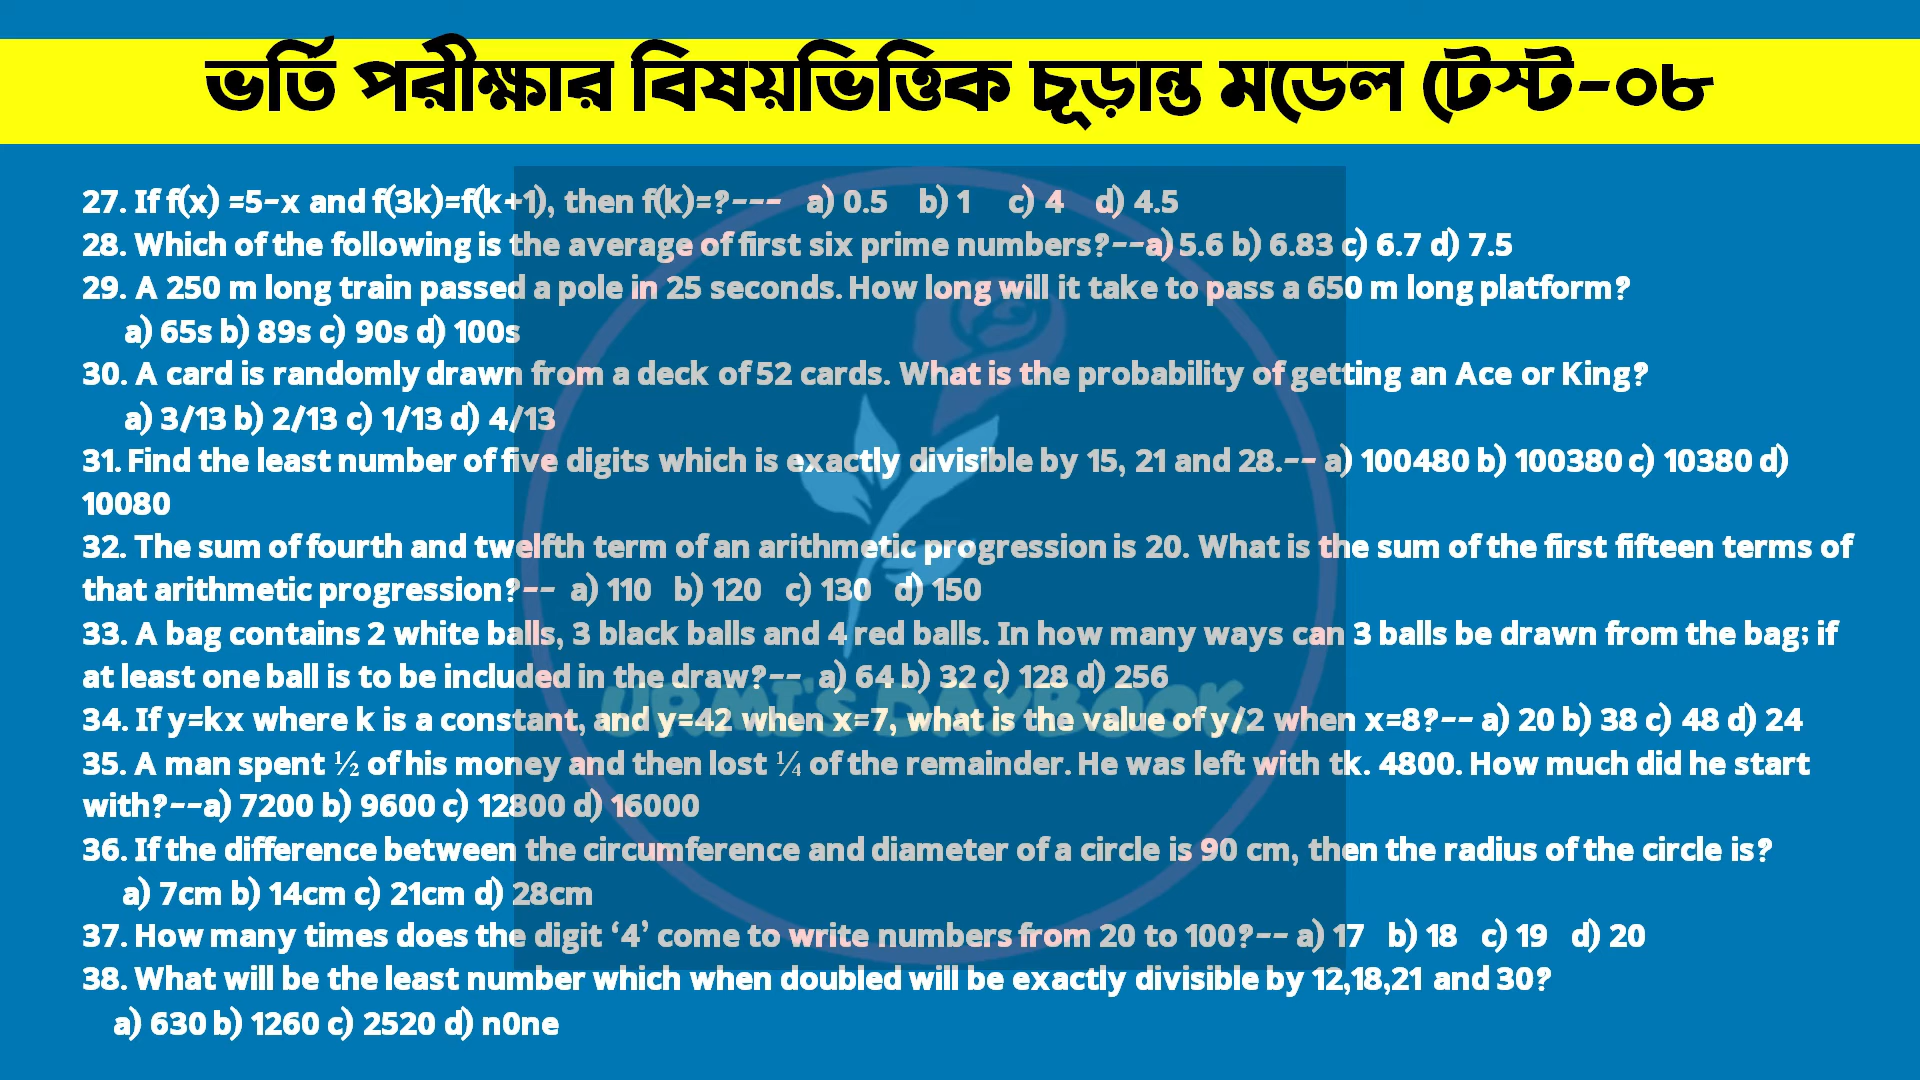 ভর্তি পরীক্ষার বিষয়ভিত্তিক চূড়ান্ত মডেল টেস্ট-০৮
27. If f(x) =5-x and f(3k)=f(k+1), then f(k)=?--- a) 0.5 b) 1 c) 4 d) 4.5
28. Which of the following is the average of first six prime numbers?--a) 5.6 b) 6.83 c) 6.7 d) 7.5
29. A 250 m long train passed a pole in 25 seconds. How long will it take to pass a 650 m long platform?
a) 65s b) 89s c) 90s d) 100s
30. A card is randomly drawn from a deck of 52 cards. What is the probability of getting an Ace or King?
a) 3/13 b) 2/13 c) 1/13 d) 4/13
31. Find the least number of five digits which is exactly divisible by 15, 21 and 28.-- a) 100480 b) 100380 c) 10380 d)
10080
32. The sum of fourth and twelfth term of an arithmetic progression is 20. What is the sum of the first fifteen terms of
that arithmetic progression?-- a) 110 b) 120 c) 130 d) 150
33. A bag contains 2 white balls, 3 black balls and 4 red balls. In how many ways can 3 balls be drawn from the bag; if
at least one ball is to be included in the draw?-- a) 64 b) 32 c) 128 d) 256
URMI'S DAYBOOK
34. If y=kx where k is a constant, and y=42 when x=7, what is the value of y/2 when x=8?-- a) 20 b) 38 c) 48 d) 24
35. A man spent ½ of his money and then lost ¼ of the remainder. He was left with tk. 4800. How much did he start
with?--a) 7200 b) 9600 c) 12800 d) 16000
36. If the difference between the circumference and diameter of a circle is 90 cm, then the radius of the circle is?
a) 7cm b) 14cm c) 21cm d) 28cm
37. How many times does the digit ‘4’ come to write numbers from 20 to 100?-- a) 17 b) 18 c) 19 d) 20
38. What will be the least number which when doubled will be exactly divisible by 12,18,21 and 30?
a) 630 b) 1260 c) 2520 d) n0ne